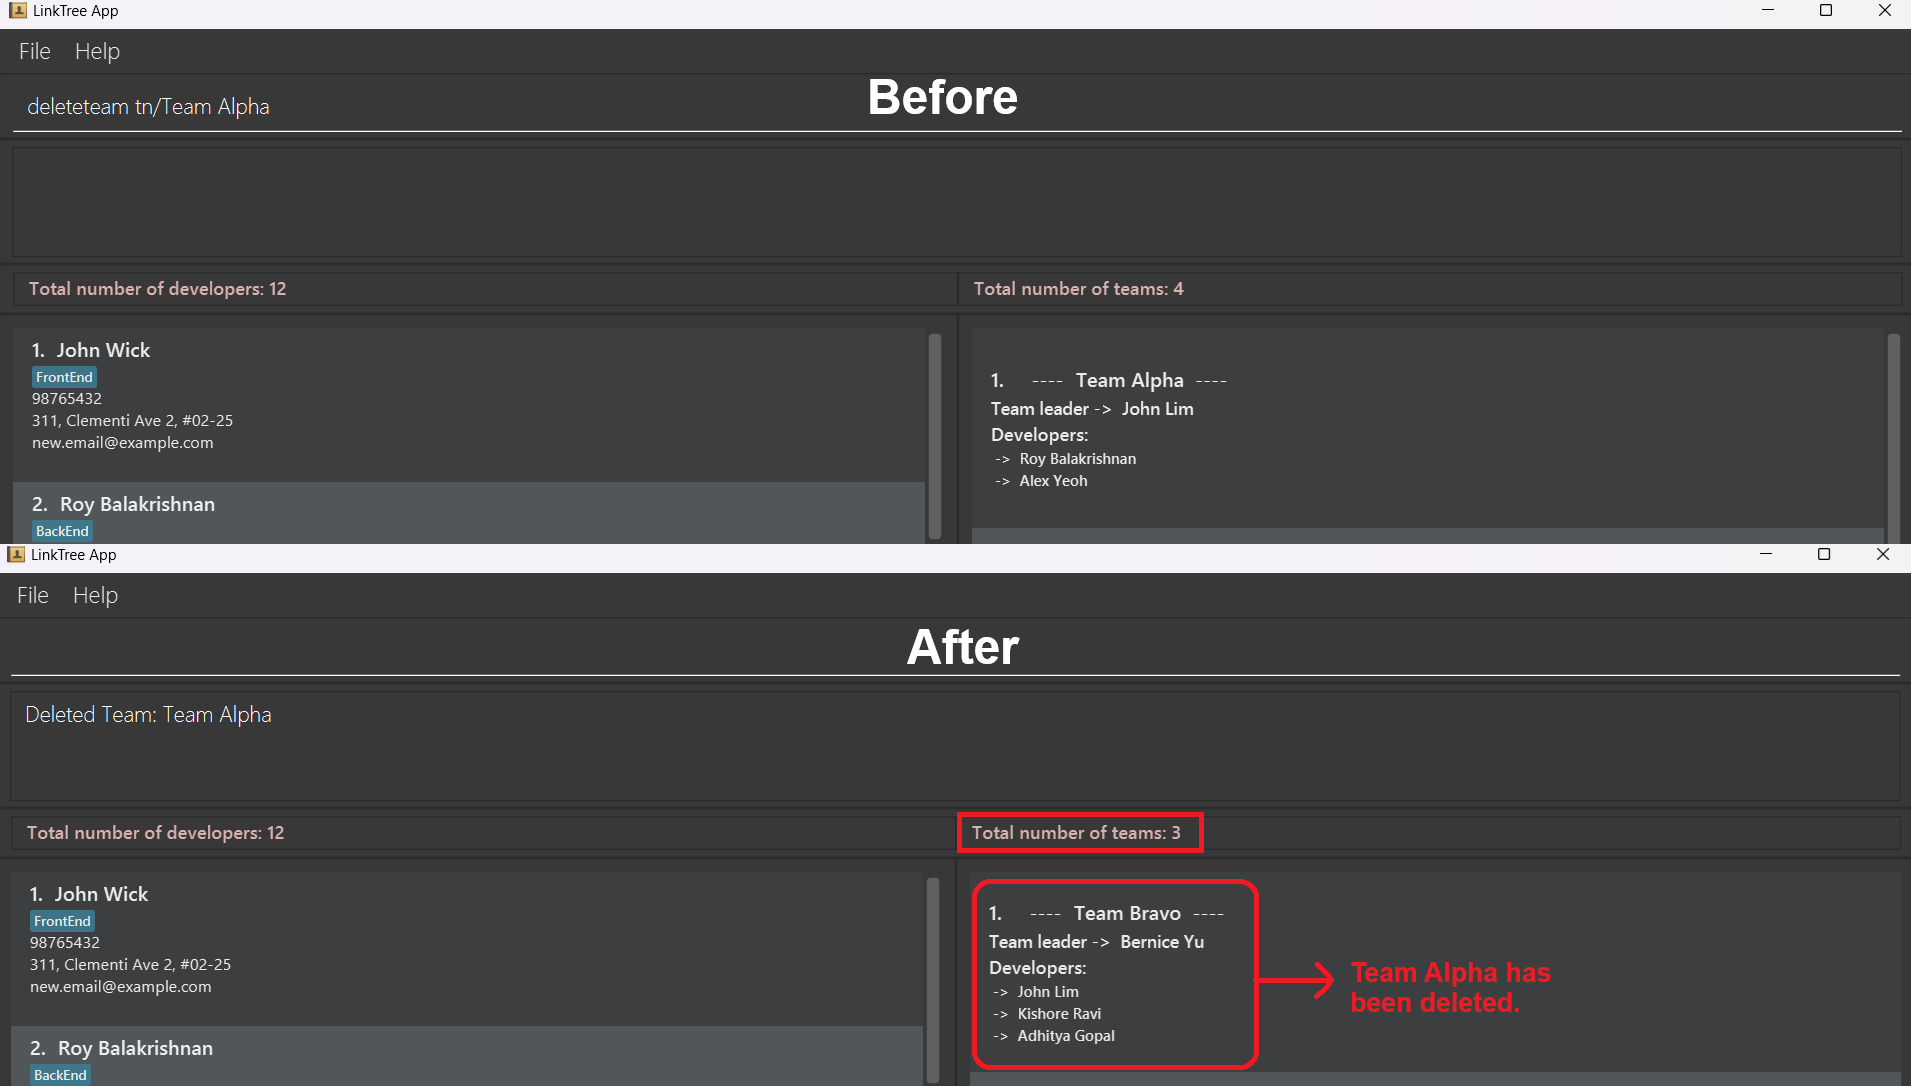 LinkTree App
File Help
Before
deleteteam tn/Team Alpha
Total number of developers: 12
Total number of teams: 4
1. John Wick
FrontEnd
98765432
311, Clementi Ave 2, #02-25
new.email@example.com
2. Roy Balakrishnan
BackEnd
1. ---- Team Alpha ----
Team leader -> John Lim
Developers:
-> Roy Balakrishnan
-> Alex Yeoh
LinkTree App
File Help
After
Deleted Team: Team Alpha
Total number of developers: 12
Total number of teams: 3
1. John Wick
FrontEnd
98765432
311, Clementi Ave 2, #02-25
new.email@example.com
2. Roy Balakrishnan
BackEnd
1. ---- Team Bravo ----
Team leader -> Bernice Yu
Developers:
-> John Lim
-> Kishore Ravi
-> Adhitya Gopal
Team Alpha has
been deleted.